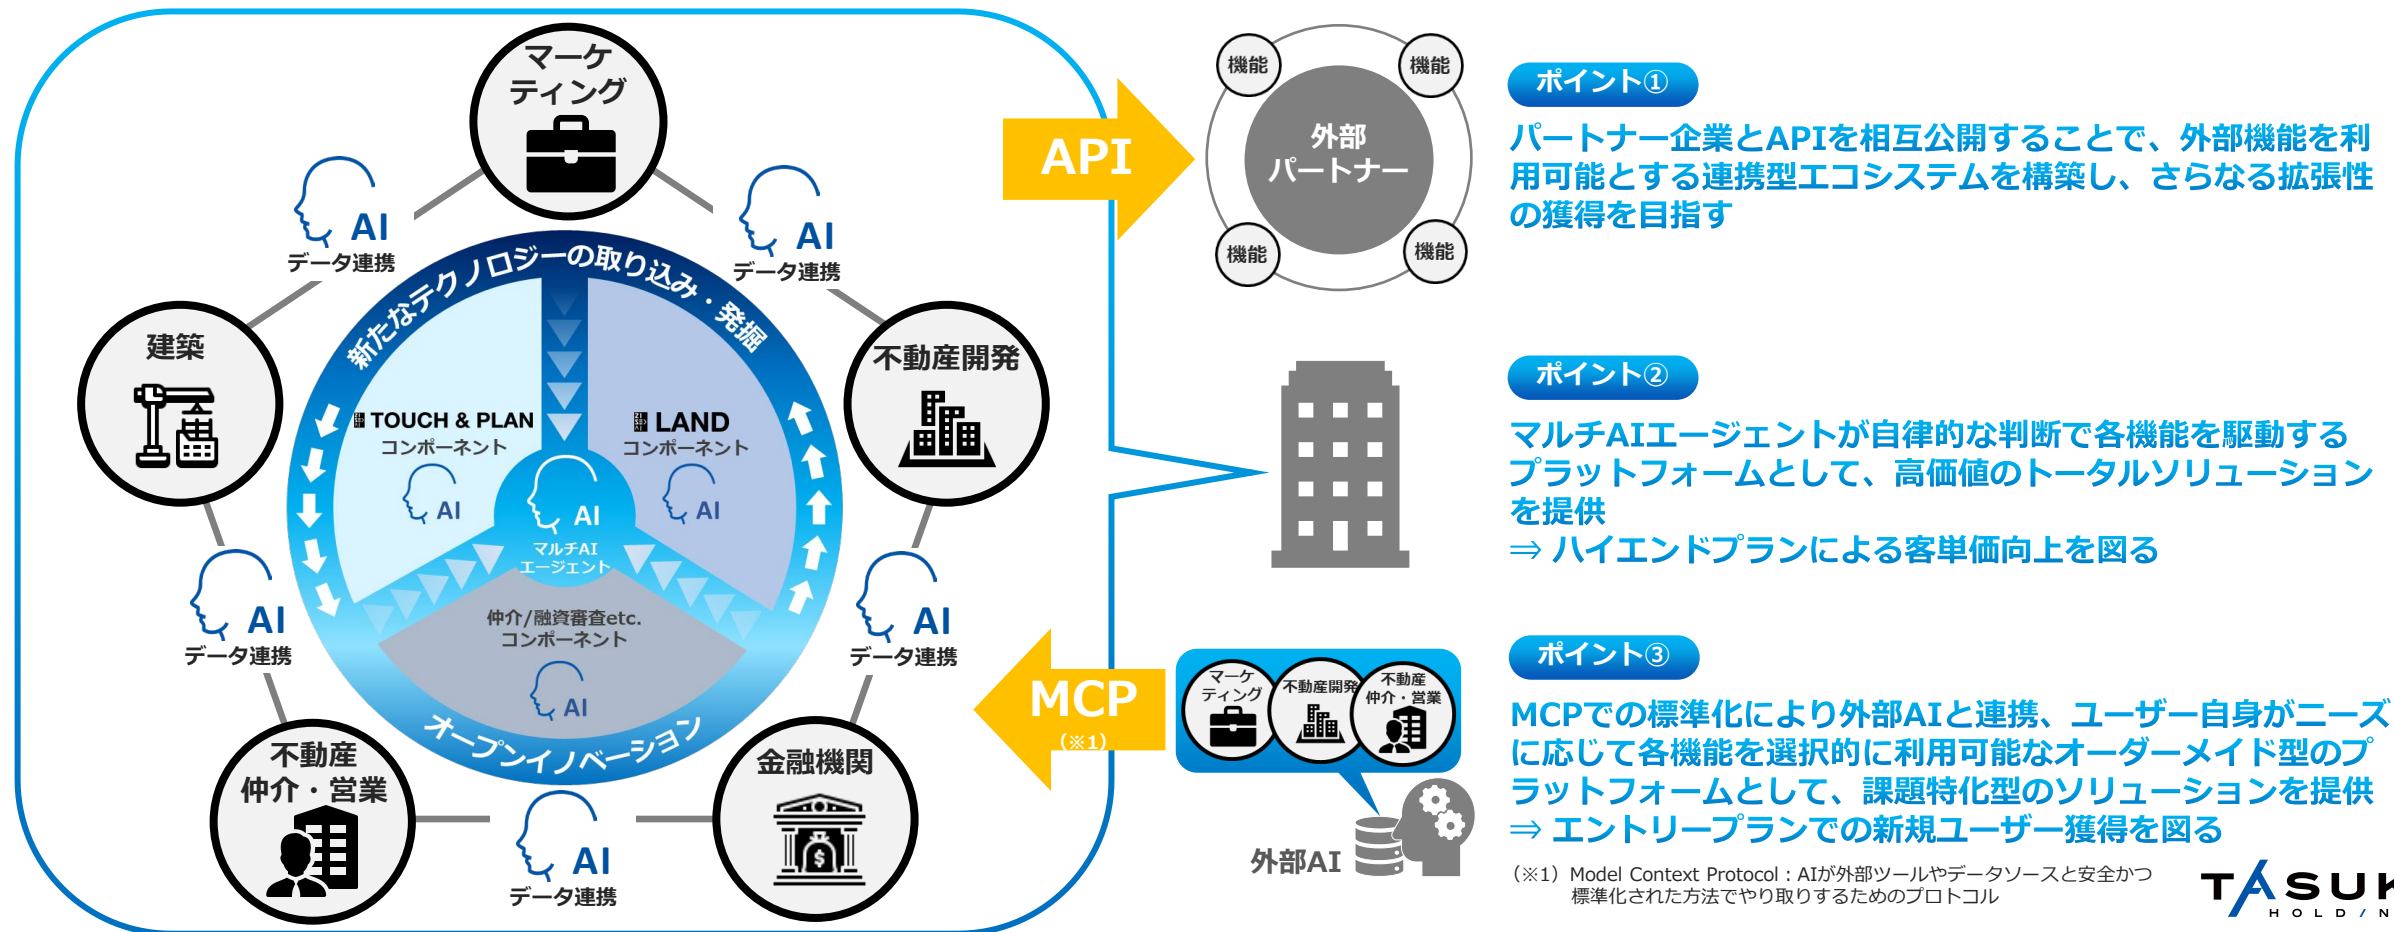 マーケ
ティング
AI
データ連携
AI
データ連携
新たなテクノロジーの取り込み・発掘
建築
不動産開発
TOUCH & PLAN
コンポーネント
AI
LAND
コンポーネント
AI
AI
マルチAI
エージェント
仲介/融資審査etc.
コンポーネント
AI
オープンイノベーション
AI
データ連携
AI
データ連携
不動産
仲介・営業
金融機関
AI
データ連携
API
機能
機能
外部
パートナー
機能
機能
MCP
（※1）
マーケ
ティング
不動産開発
不動産
仲介・営業
外部AI
ポイント①
パートナー企業とAPIを相互公開することで、外部機能を利
用可能とする連携型エコシステムを構築し、さらなる拡張性
の獲得を目指す
ポイント②
マルチAIエージェントが自律的な判断で各機能を駆動する
プラットフォームとして、高価値のトータルソリューション
を提供
⇒ ハイエンドプランによる客単価向上を図る
ポイント③
MCPでの標準化により外部AIと連携、ユーザー自身がニーズ
に応じて各機能を選択的に利用可能なオーダーメイド型のプ
ラットフォームとして、課題特化型のソリューションを提供
⇒ エントリープランでの新規ユーザー獲得を図る
（※1）Model Context Protocol：AIが外部ツールやデータソースと安全かつ
標準化された方法でやり取りするためのプロトコル
TASUK
HOLDIN